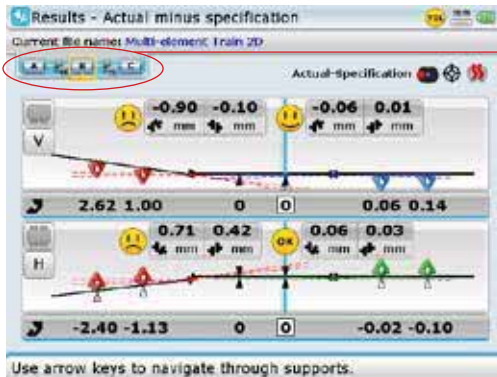 Results - Actual minus specification TOL
Current file name: Multi-element Train 2D
A B C Actual-Specification
-0.90 -0.10 -0.06 0.01
mm mm mm mm
V
2.62 1.00 0 0 0.06 0.14
0.71 0.42 OK 0.06 0.03
mm mm mm mm
H
-2.40 -1.13 0 0 -0.02 -0.10
Use arrow keys to navigate through supports.